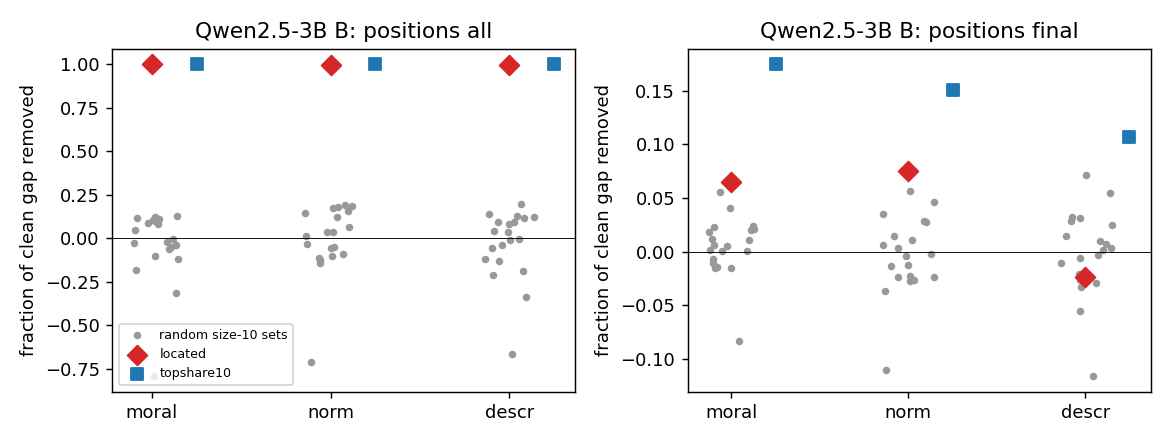 Qwen2.5-3B B: positions all
fraction of clean gap removed
1.00
0.75
0.50
0.25
0.00
−0.25
−0.50
−0.75
random size-10 sets
located
topshare10
moral
norm
descr
Qwen2.5-3B B: positions final
fraction of clean gap removed
0.15
0.10
0.05
0.00
−0.05
−0.10
moral
norm
descr